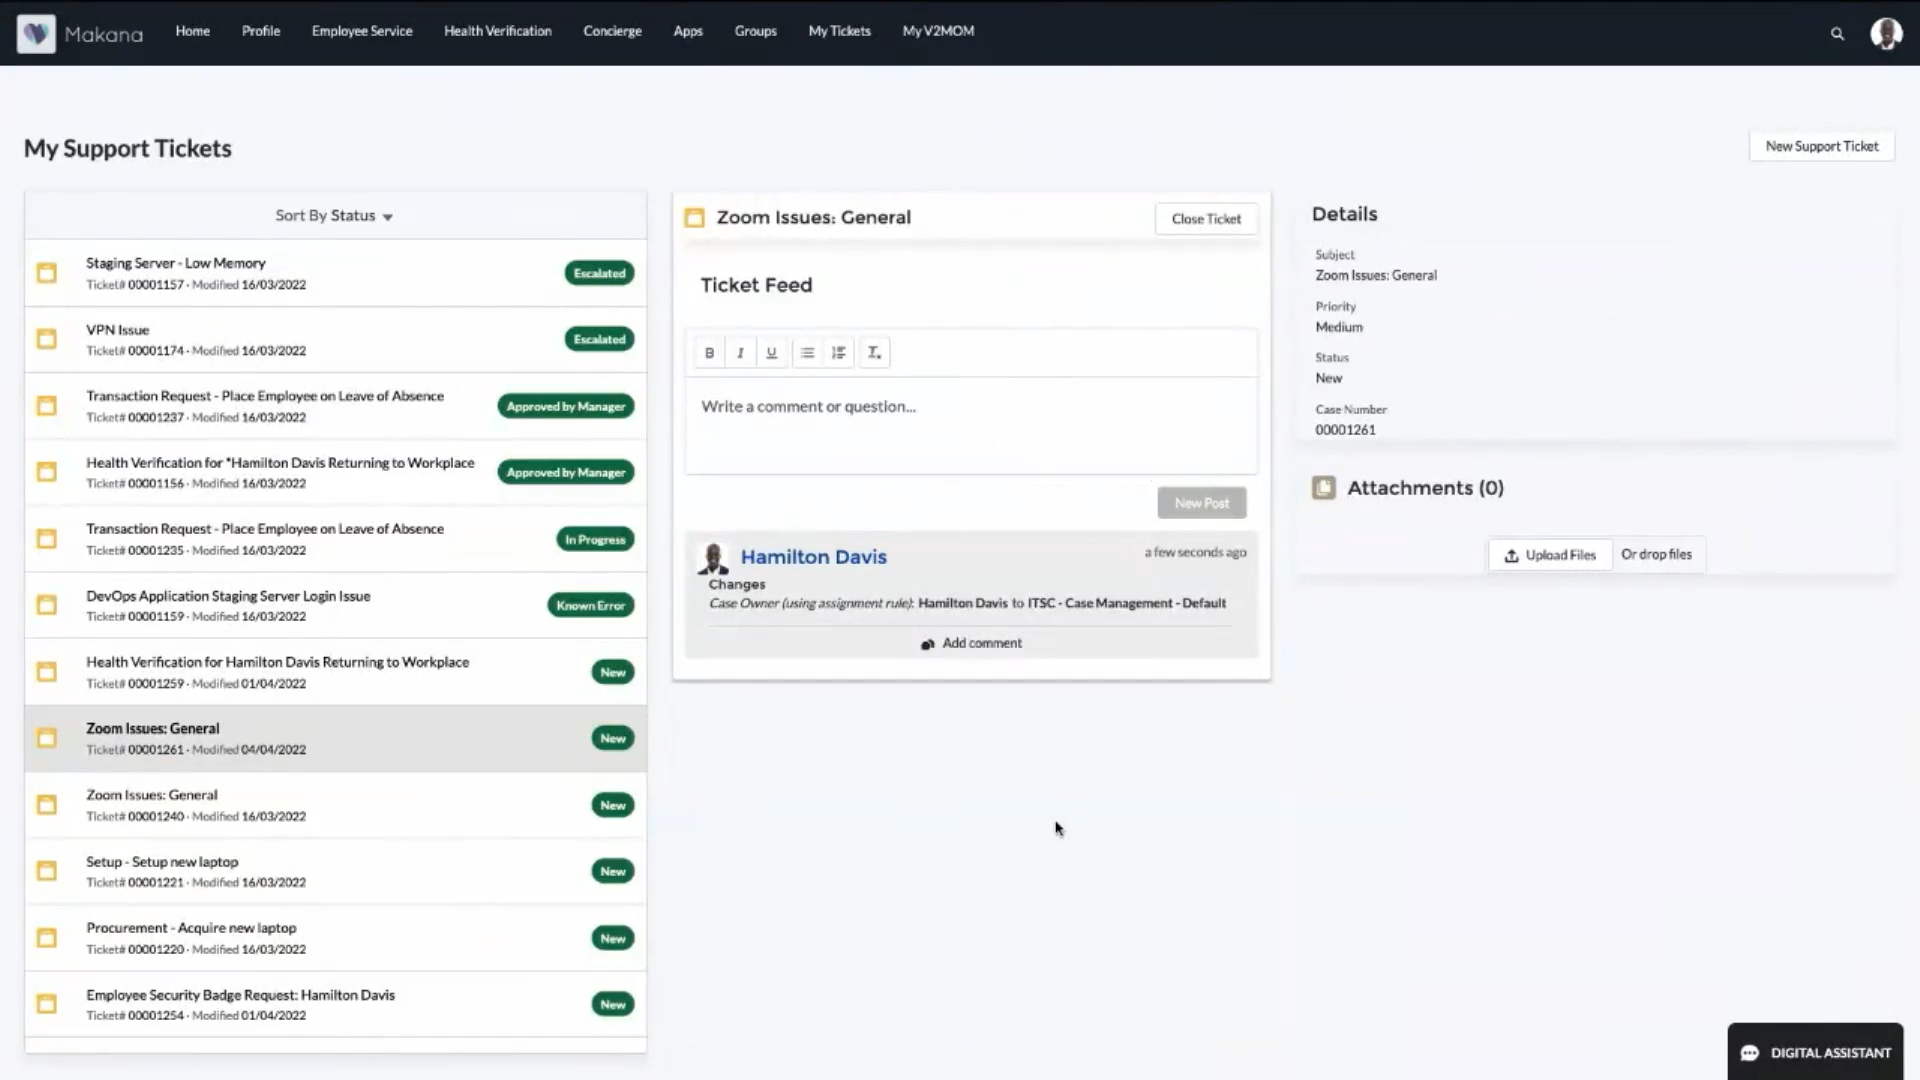 Makana
Home
Profile
Employee Service
Health Verification
Concierge
Apps
Groups
My Tickets
My V2MOM
My Support Tickets
New Support Ticket
Sort By Status
Staging Server - Low Memory
Ticket# 00001157 · Modified 16/03/2022
Escalated
VPN Issue
Ticket# 00001174 · Modified 16/03/2022
Escalated
Transaction Request - Place Employee on Leave of Absence
Ticket# 00001237 · Modified 16/03/2022
Approved by Manager
Health Verification for *Hamilton Davis Returning to Workplace
Ticket# 00001156 · Modified 16/03/2022
Approved by Manager
Transaction Request - Place Employee on Leave of Absence
Ticket# 00001235 · Modified 16/03/2022
In Progress
DevOps Application Staging Server Login Issue
Ticket# 00001159 · Modified 16/03/2022
Known Error
Health Verification for Hamilton Davis Returning to Workplace
Ticket# 00001259 · Modified 01/04/2022
New
Zoom Issues: General
Ticket# 00001261 · Modified 04/04/2022
New
Zoom Issues: General
Ticket# 00001240 · Modified 16/03/2022
New
Setup - Setup new laptop
Ticket# 00001221 · Modified 16/03/2022
New
Procurement - Acquire new laptop
Ticket# 00001220 · Modified 16/03/2022
New
Employee Security Badge Request: Hamilton Davis
Ticket# 00001254 · Modified 01/04/2022
New
Zoom Issues: General
Close Ticket
Ticket Feed
B I U
Write a comment or question...
New Post
Hamilton Davis
a few seconds ago
Changes
Case Owner (using assignment rule): Hamilton Davis to ITSC - Case Management - Default
Add comment
Details
Subject
Zoom Issues: General
Priority
Medium
Status
New
Case Number
00001261
Attachments (0)
Upload Files
Or drop files
DIGITAL ASSISTANT